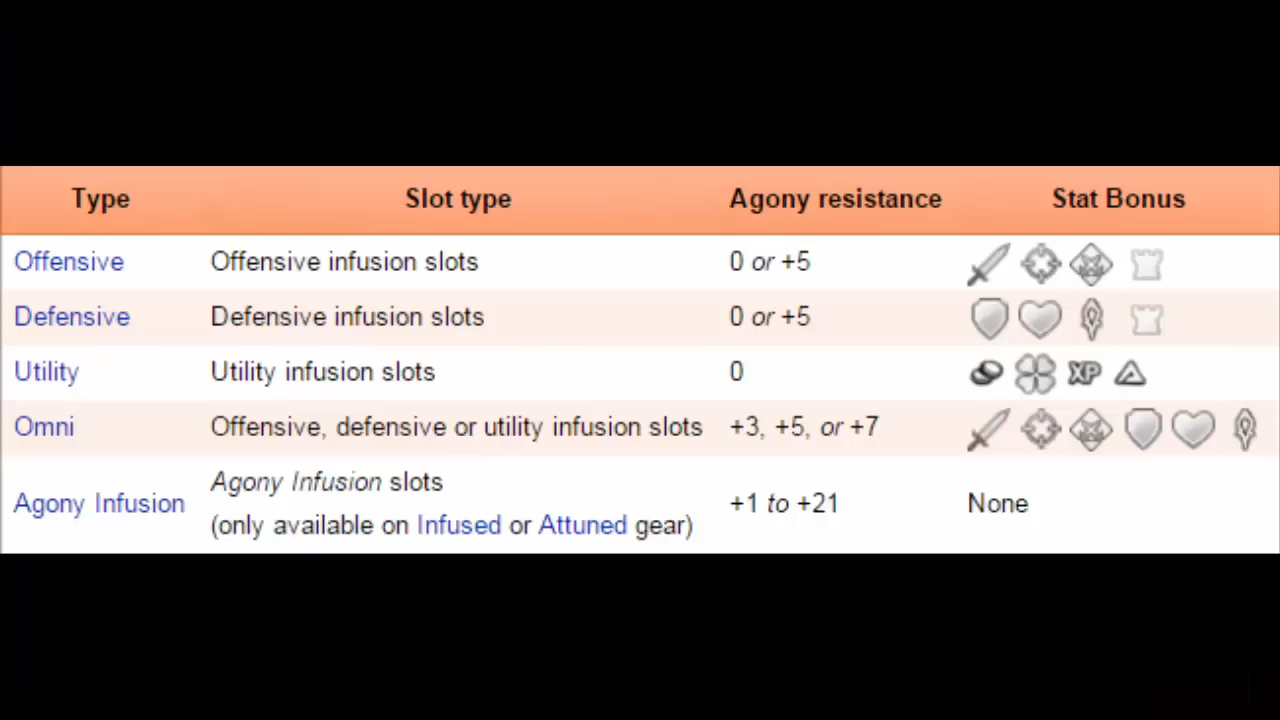 Type Slot type Agony resistance Stat Bonus
Offensive Offensive infusion slots 0 or +5
Defensive Defensive infusion slots 0 or +5
Utility Utility infusion slots 0 XP
Omni Offensive, defensive or utility infusion slots +3, +5, or +7
Agony Infusion Agony Infusion slots +1 to +21 None
(only available on Infused or Attuned gear)